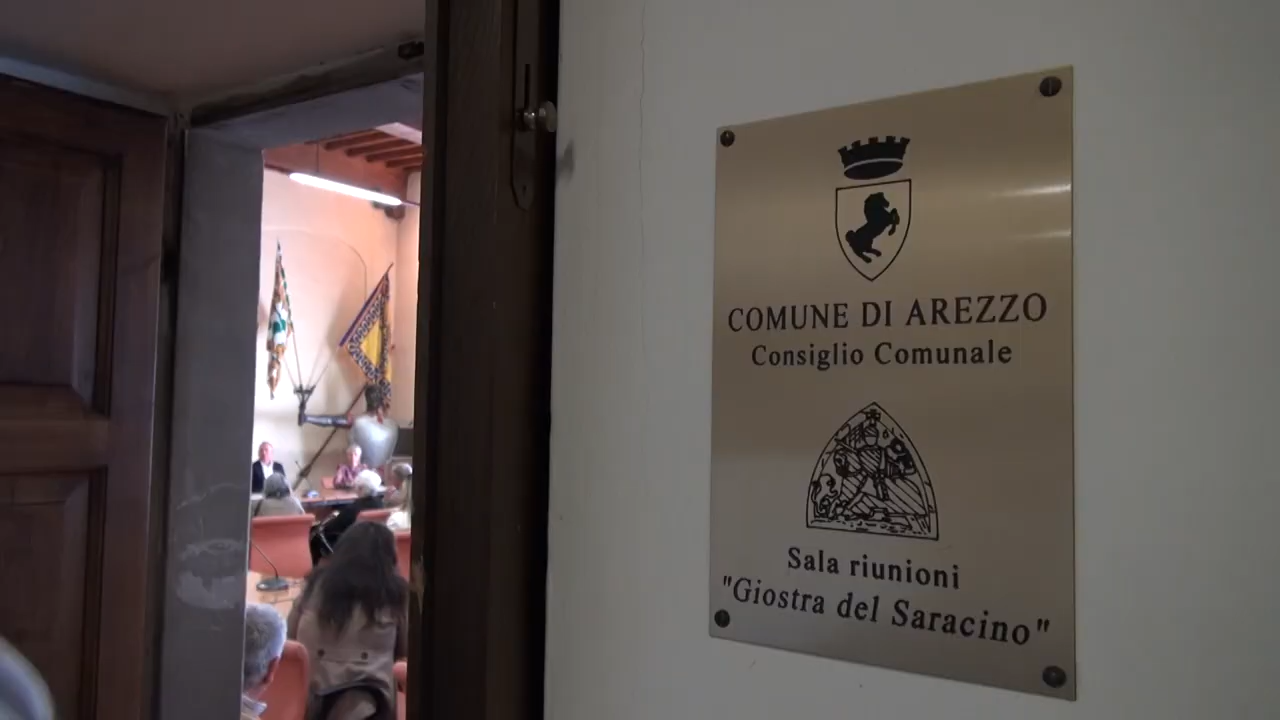 COMUNE DI AREZZO
Consiglio Comunale
Sala riunioni
"Giostra del Saracino"